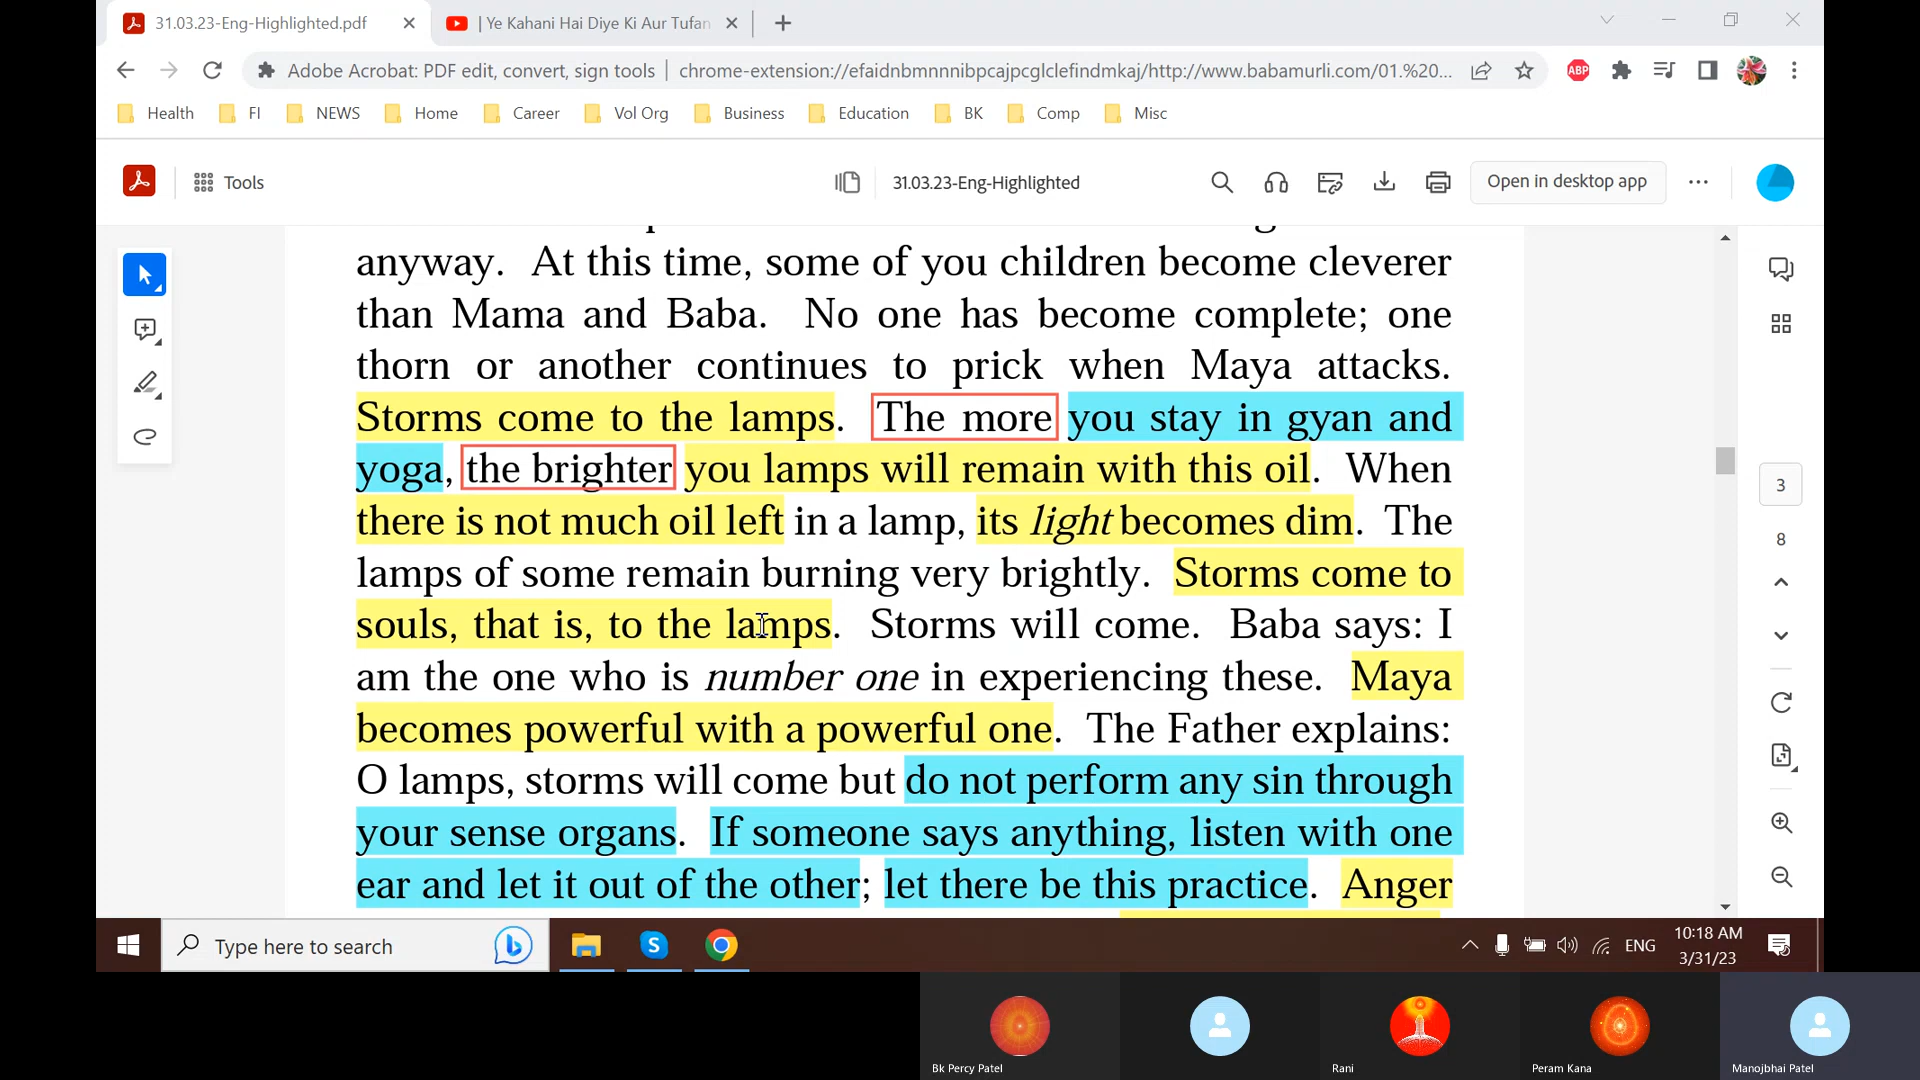 31.03.23-Eng-Highlighted.pdf
| Ye Kahani Hai Diye Ki Aur Tufan
Adobe Acrobat: PDF edit, convert, sign tools | chrome-extension://efaidnbmnnnibpcajpcglclefindmkaj/http://www.babamurli.com/01.%20...
ABP
Health FI NEWS Home Career Vol Org Business Education BK Comp Misc
Tools 31.03.23-Eng-Highlighted Open in desktop app
anyway. At this time, some of you children become cleverer
than Mama and Baba. No one has become complete; one
thorn or another continues to prick when Maya attacks.
Storms come to the lamps. The more you stay in gyan and
yoga, the brighter you lamps will remain with this oil. When
there is not much oil left in a lamp, its light becomes dim. The
lamps of some remain burning very brightly. Storms come to
souls, that is, to the lamps. Storms will come. Baba says: I
am the one who is number one in experiencing these. Maya
becomes powerful with a powerful one. The Father explains:
O lamps, storms will come but do not perform any sin through
your sense organs. If someone says anything, listen with one
ear and let it out of the other; let there be this practice. Anger
3
8
Type here to search
ENG
10:18 AM
3/31/23
Bk Percy Patel
Rani
Peram Kana
Manojbhai Patel